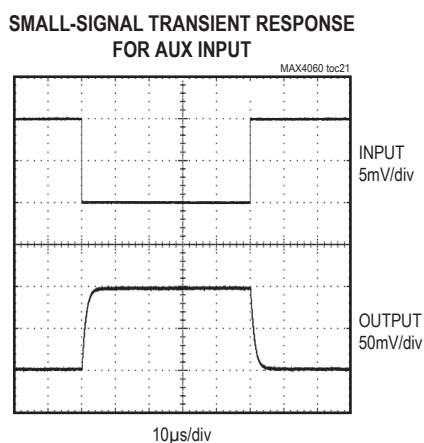 SMALL-SIGNAL TRANSIENT RESPONSE
FOR AUX INPUT
MAX4060 toc21
INPUT
5mV/div
OUTPUT
50mV/div
10μs/div